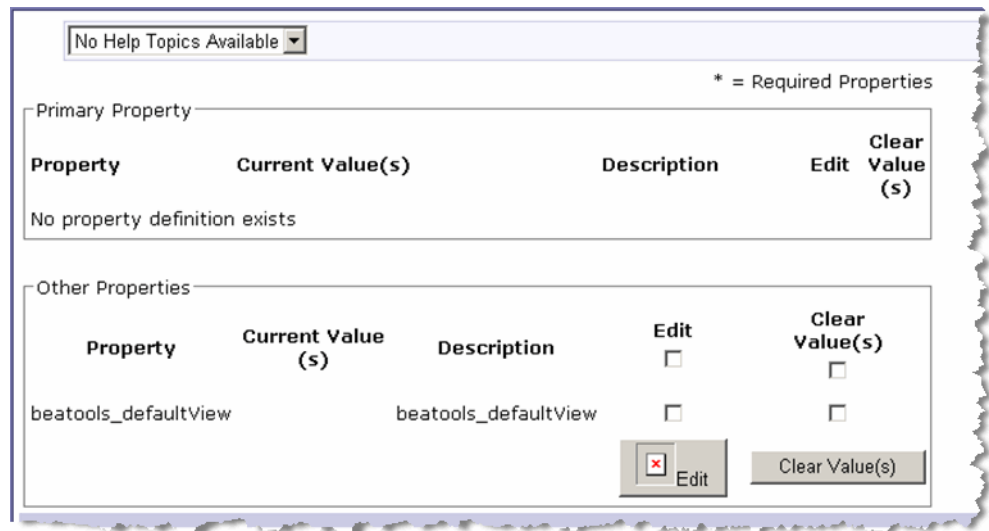 No Help Topics Available
* = Required Properties
Primary Property
Property Current Value(s) Description Edit Clear Value (s)
No property definition exists
Other Properties
Property Current Value (s) Description Edit Clear Value(s)
beatools_defaultView beatools_defaultView
Edit Clear Value(s)